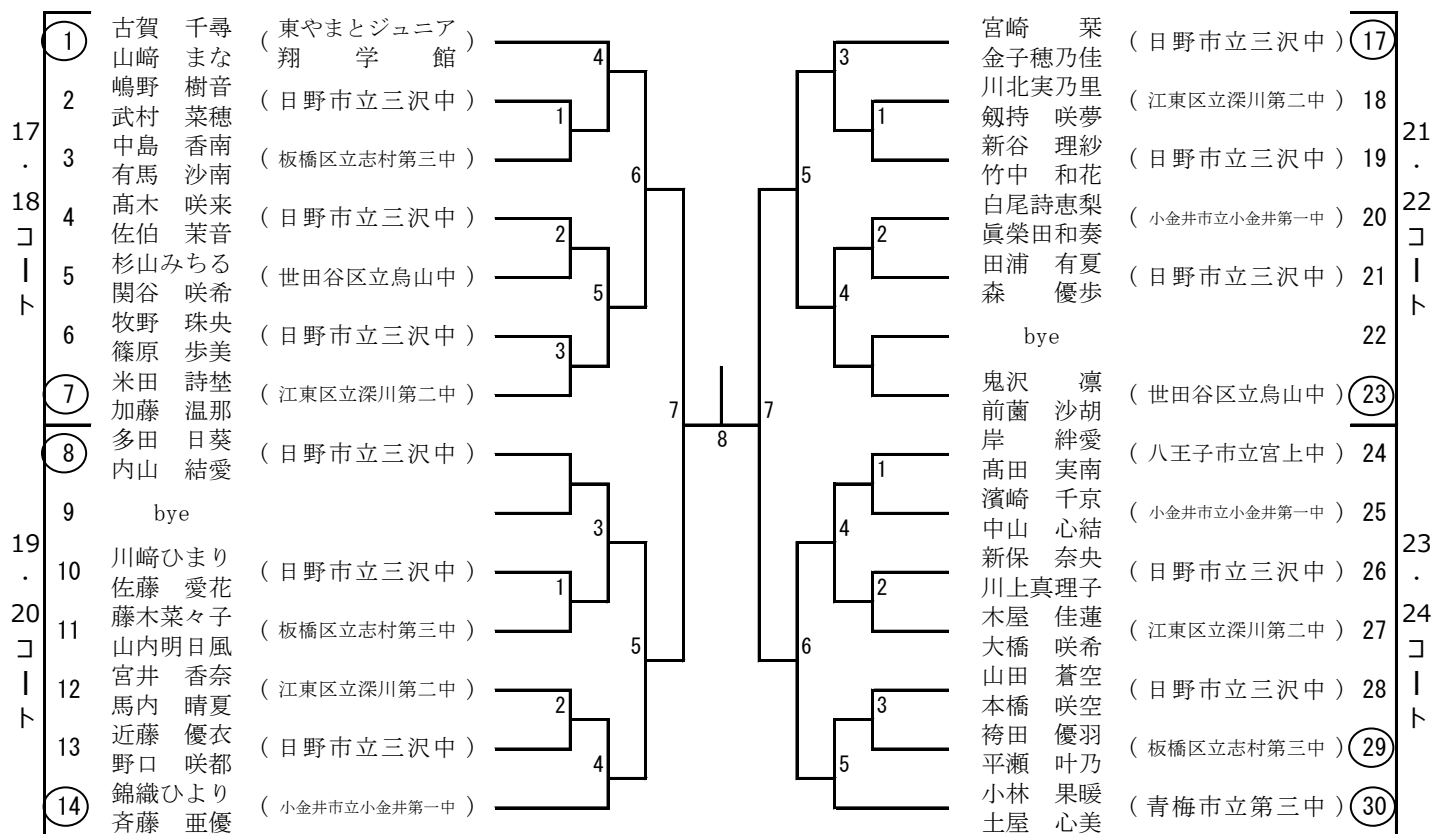 ① 古賀 千尋 ( 東やまとジュニア )
山﨑 まな 翔学館
2 嶋野 樹音 ( 日野市立三沢中 )
武村 菜穂
3 中島 香南 ( 板橋区立志村第三中 )
有馬 沙南
4 髙木 咲来 ( 日野市立三沢中 )
佐伯 茉音
5 杉山みちる ( 世田谷区立烏山中 )
関谷 咲希
6 牧野 珠央 ( 日野市立三沢中 )
篠原 歩美
⑦ 米田 詩埜 ( 江東区立深川第二中 )
加藤 温那
17・18コート
⑧ 多田 日葵 ( 日野市立三沢中 )
内山 結愛
9 bye
10 川﨑ひまり ( 日野市立三沢中 )
佐藤 愛花
11 藤木菜々子 ( 板橋区立志村第三中 )
山内明日風
12 宮井 香奈 ( 江東区立深川第二中 )
馬内 晴夏
13 近藤 優衣 ( 日野市立三沢中 )
野口 咲都
⑭ 錦織ひより ( 小金井市立小金井第一中 )
斉藤 亜優
19・20コート
4
1
6
2
5
3
7
3
1
5
2
4
8
宮崎 栞 ( 日野市立三沢中 ) ⑰
金子穂乃佳
川北実乃里 ( 江東区立深川第二中 ) 18
剱持 咲夢
新谷 理紗 ( 日野市立三沢中 ) 19
竹中 和花
白尾詩恵梨 ( 小金井市立小金井第一中 ) 20
眞榮田和奏
田浦 有夏 ( 日野市立三沢中 ) 21
森 優歩
bye 22
鬼沢 凛 ( 世田谷区立烏山中 ) ㉓
前薗 沙胡
21・22コート
岸 絆愛 ( 八王子市立宮上中 ) 24
髙田 実南
濱崎 千京 ( 小金井市立小金井第一中 ) 25
中山 心結
新保 奈央 ( 日野市立三沢中 ) 26
川上真理子
木屋 佳蓮 ( 江東区立深川第二中 ) 27
大橋 咲希
山田 蒼空 ( 日野市立三沢中 ) 28
本橋 咲空
袴田 優羽 ( 板橋区立志村第三中 ) ㉙
平瀬 叶乃
小林 果暖 ( 青梅市立第三中 ) ㉚
土屋 心美
23・24コート
3
1
5
2
4
7
1
4
2
6
3
5